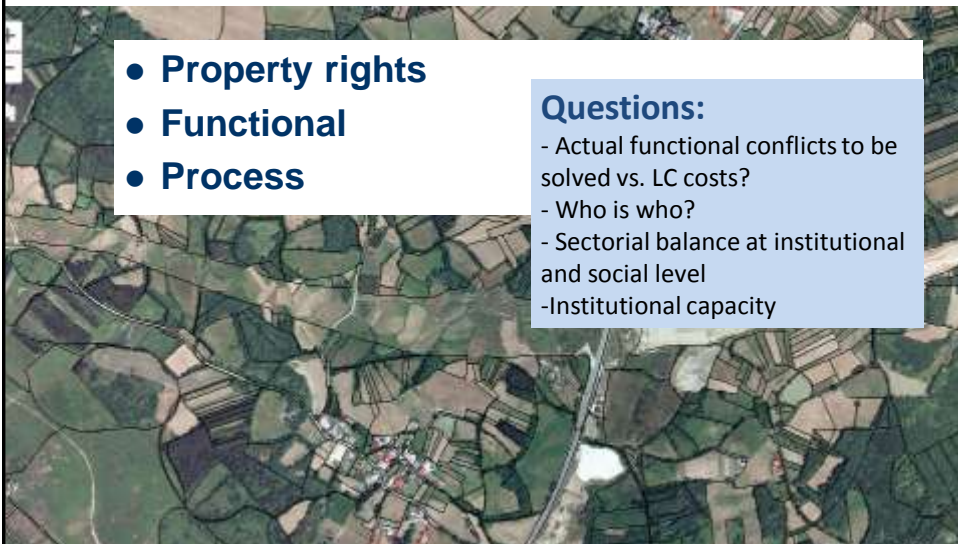 ● Property rights
● Functional
● Process
Questions:
- Actual functional conflicts to be
solved vs. LC costs?
- Who is who?
- Sectorial balance at institutional
and social level
-Institutional capacity